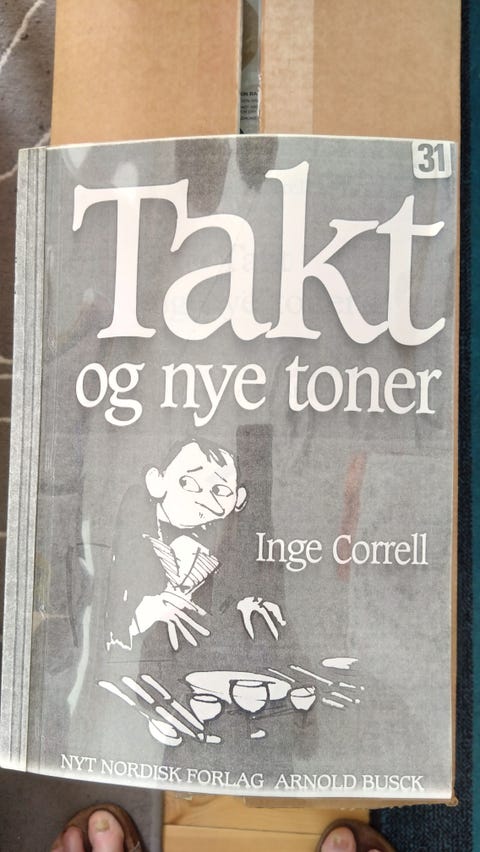 31
Takt
og nye toner
Inge Correll
NYT NORDISK FORLAG ARNOLD BUSCK